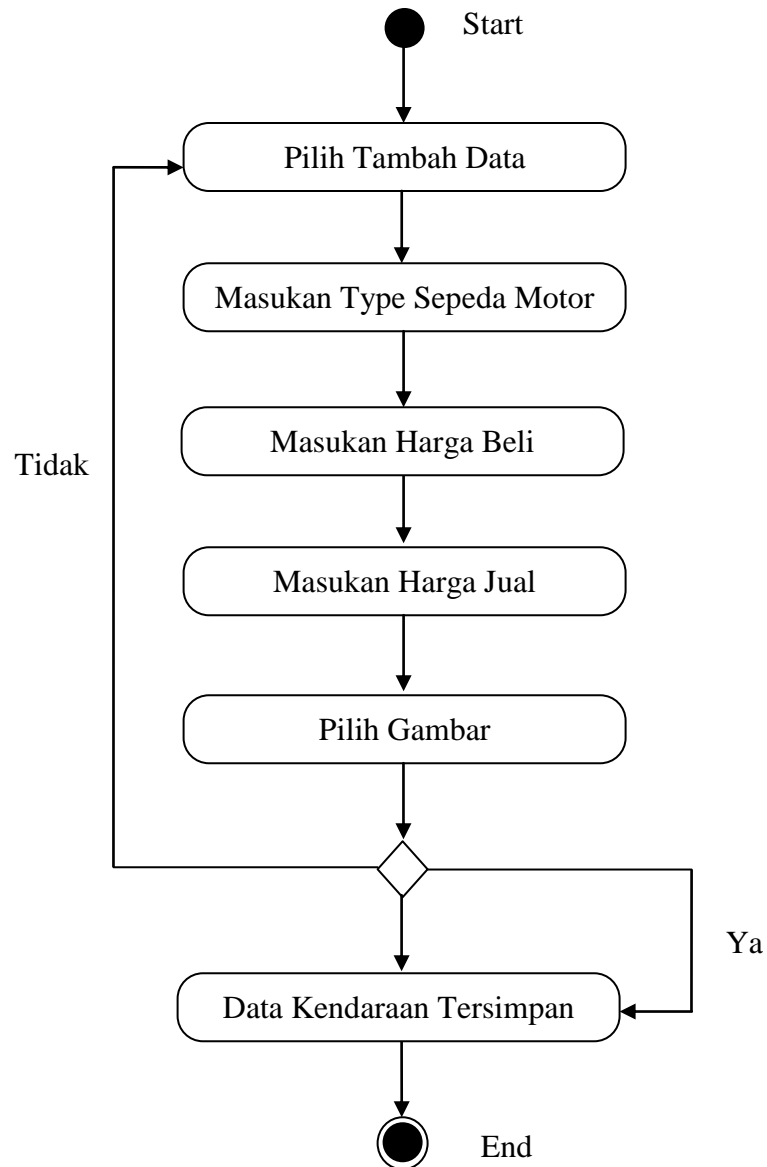 Start
Pilih Tambah Data
Masukan Type Sepeda Motor
Masukan Harga Beli
Tidak
Masukan Harga Jual
Pilih Gambar
Ya
Data Kendaraan Tersimpan
End